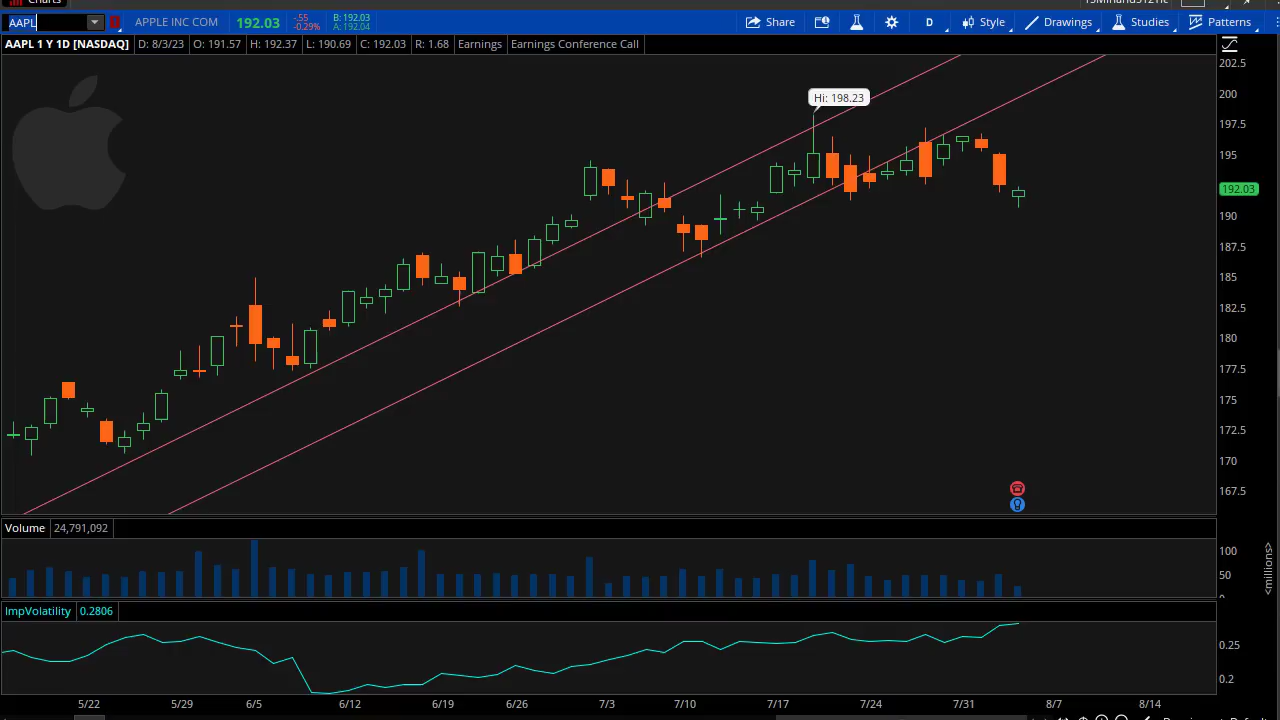 Charts
AAPL APPLE INC COM 192.03 -.55 -0.29% B: 192.03 A: 192.04 Share D Style Drawings Studies Patterns
AAPL 1 Y 1D [NASDAQ] D: 8/3/23 O: 191.57 H: 192.37 L: 190.69 C: 192.03 R: 1.68 Earnings Earnings Conference Call
Hi: 198.23
202.5
200
197.5
195
192.03
190
187.5
185
182.5
180
177.5
175
172.5
170
167.5
Volume 24,791,092
100
50
<millions>
ImpVolatility 0.2806
0.25
0.2
5/22 5/29 6/5 6/12 6/19 6/26 7/3 7/10 7/17 7/24 7/31 8/7 8/14